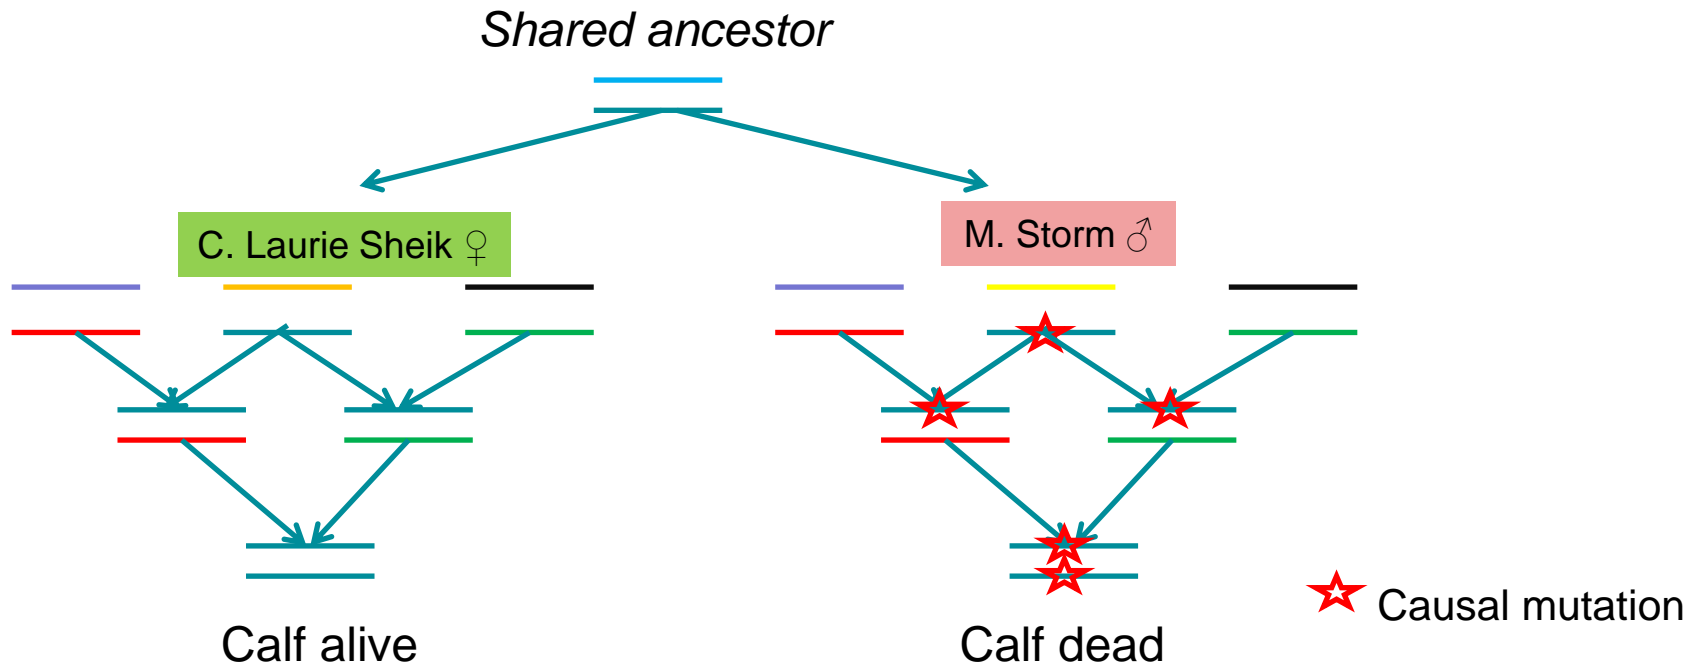 Shared ancestor
C. Laurie Sheik ♀
M. Storm ♂
Calf alive
Calf dead
Causal mutation